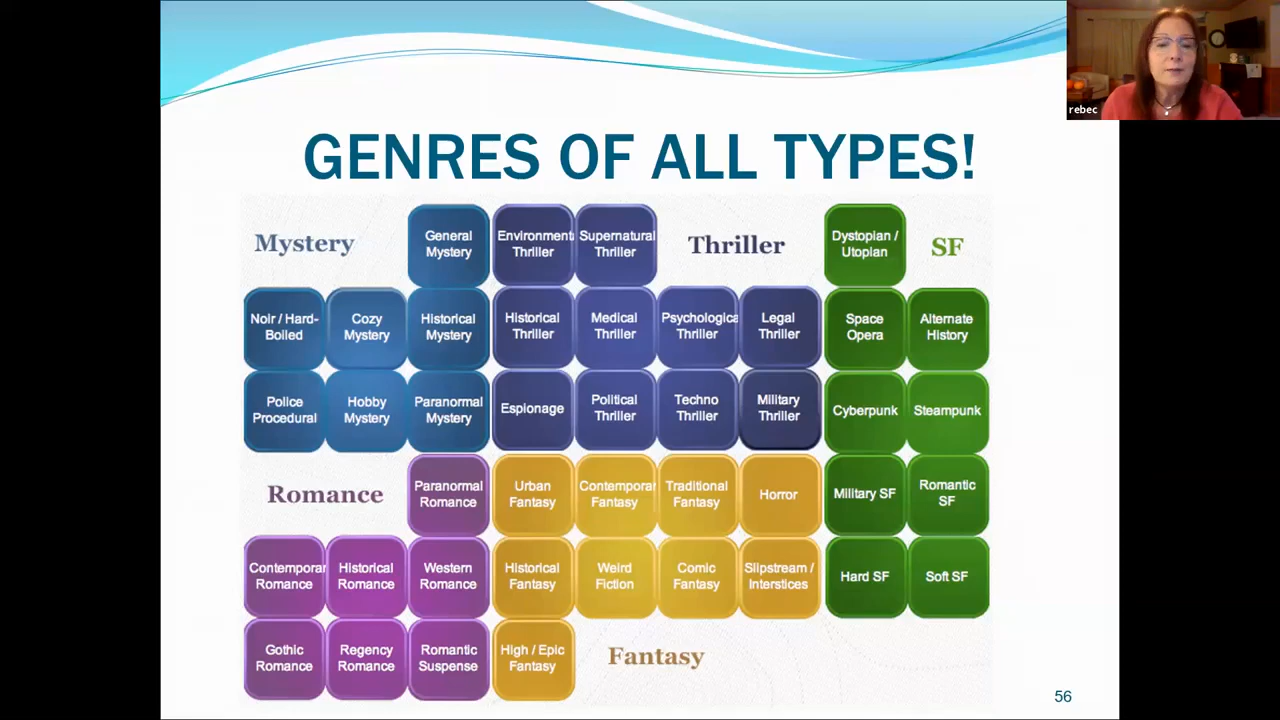 rebec
GENRES OF ALL TYPES!
Mystery
General
Mystery
Environment
Thriller
Supernatural
Thriller
Thriller
Dystopian /
Utopian
SF
Noir / Hard-
Boiled
Cozy
Mystery
Historical
Mystery
Historical
Thriller
Medical
Thriller
Psychologica
Thriller
Legal
Thriller
Space
Opera
Alternate
History
Police
Procedural
Hobby
Mystery
Paranormal
Mystery
Espionage
Political
Thriller
Techno
Thriller
Military
Thriller
Cyberpunk
Steampunk
Romance
Paranormal
Romance
Urban
Fantasy
Contemporar
Fantasy
Traditional
Fantasy
Horror
Military SF
Romantic
SF
Contemporar
Romance
Historical
Romance
Western
Romance
Historical
Fantasy
Weird
Fiction
Comic
Fantasy
Slipstream /
Interstices
Hard SF
Soft SF
Gothic
Romance
Regency
Romance
Romantic
Suspense
High / Epic
Fantasy
Fantasy
56